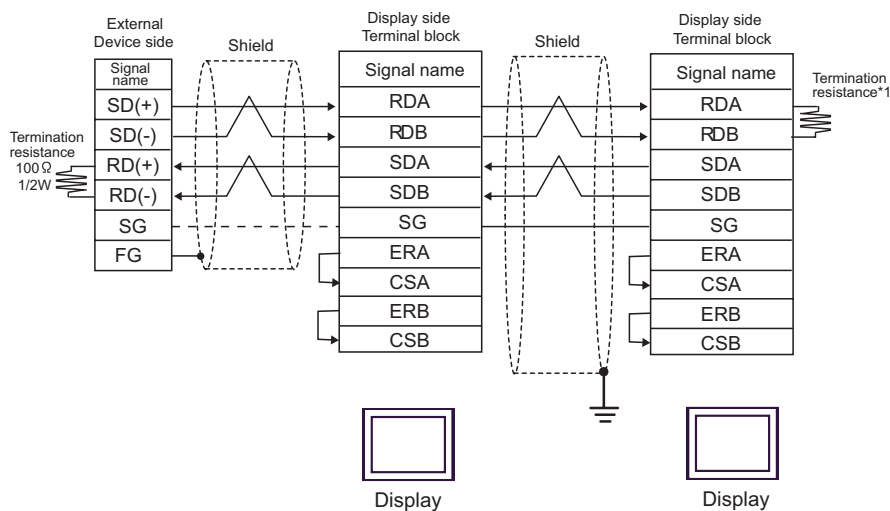 External
Device side
Signal
name
SD(+)
SD(-)
RD(+)
RD(-)
SG
FG
Termination
resistance
100Ω
1/2W
Shield
Display side
Terminal block
Signal name
RDA
RDB
SDA
SDB
SG
ERA
CSA
ERB
CSB
Shield
Display side
Terminal block
Signal name
RDA
RDB
SDA
SDB
SG
ERA
CSA
ERB
CSB
Termination
resistance*1
Display
Display